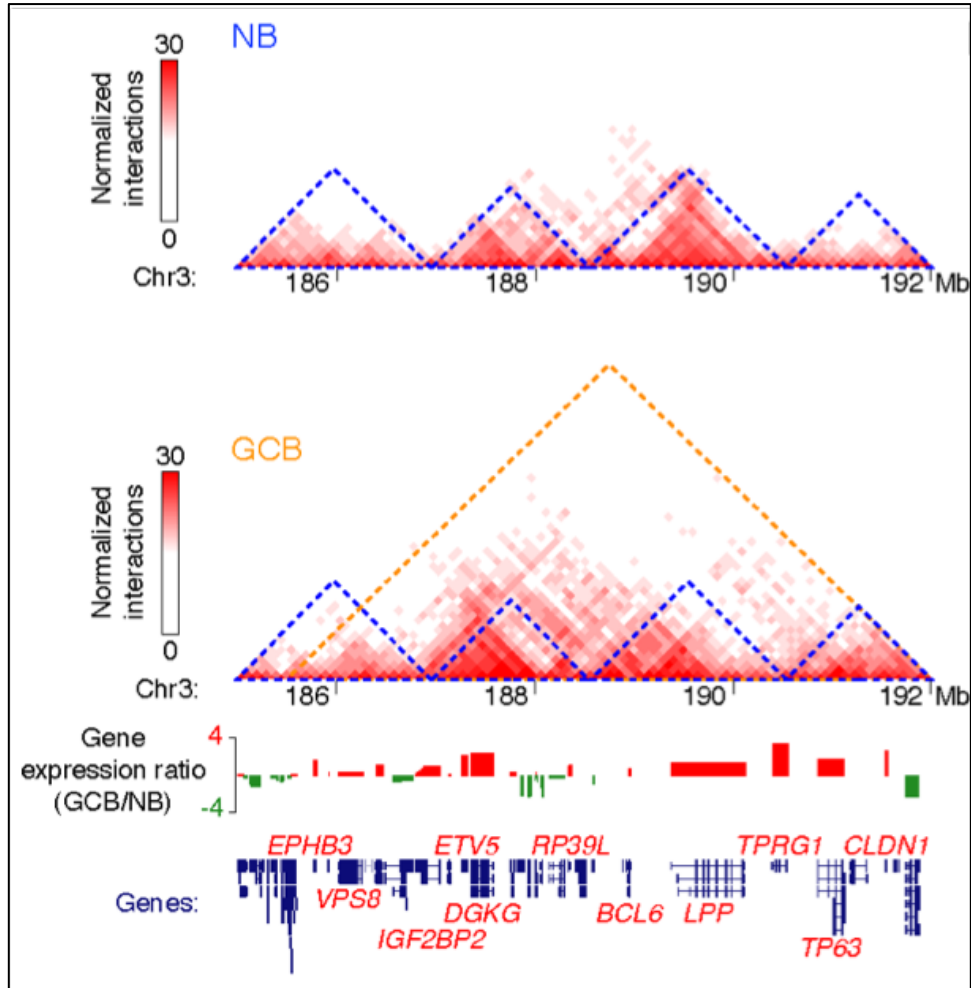 NB
30
Normalized
interactions
0
Chr3:
186
188
190
192 Mb
GCB
30
Normalized
interactions
0
Chr3:
186
188
190
192 Mb
Gene
expression ratio
(GCB/NB)
4
-4
EPHB3 ETV5 RP39L TPRG1 CLDN1
Genes:
VPS8 DGKG BCL6 LPP
IGF2BP2 TP63